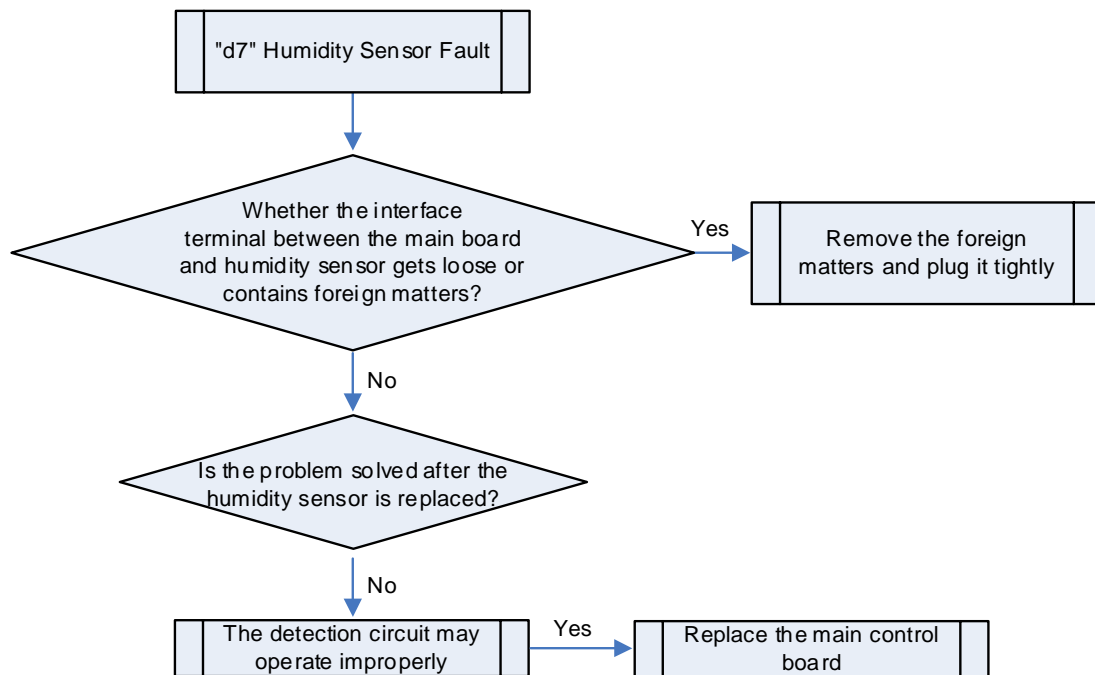 "d7" Humidity Sensor Fault
Whether the interface
terminal between the main board
and humidity sensor gets loose or
contains foreign matters?
Yes
Remove the foreign
matters and plug it tightly
No
Is the problem solved after the
humidity sensor is replaced?
No
The detection circuit may
operate improperly
Yes
Replace the main control
board